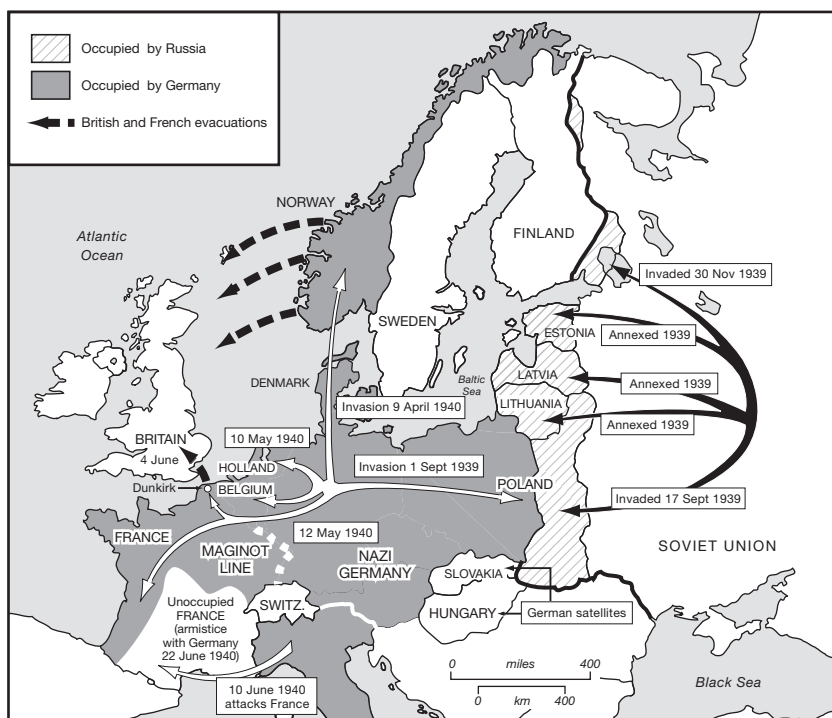 Occupied by Russia
Occupied by Germany
British and French evacuations
NORWAY
Atlantic
Ocean
FINLAND
Invaded 30 Nov 1939
SWEDEN
ESTONIA
Annexed 1939
DENMARK
Baltic
Sea
LATVIA
Annexed 1939
LITHUANIA
Invasion 9 April 1940
Annexed 1939
10 May 1940
BRITAIN
4 June
HOLLAND
Invasion 1 Sept 1939
Dunkirk
BELGIUM
POLAND
Invaded 17 Sept 1939
12 May 1940
FRANCE
MAGINOT
LINE
NAZI
GERMANY
SOVIET UNION
SLOVAKIA
Unoccupied
FRANCE
(armistice
with Germany
22 June 1940)
SWITZ.
HUNGARY
German satellites
0 miles 400
0 km 400
10 June 1940
attacks France
Black Sea